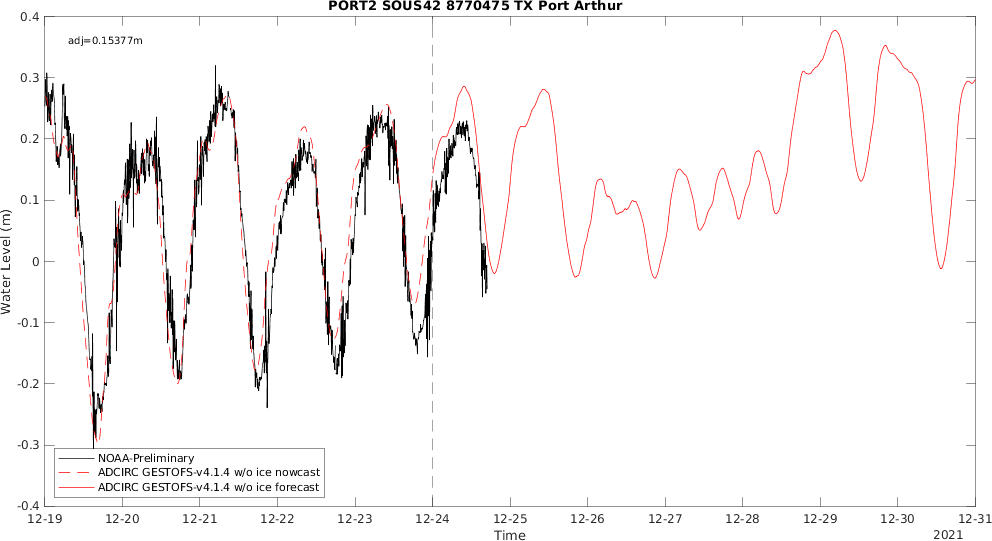 PORT2 SOUS42 8770475 TX Port Arthur
adj=0.15377m
0.4
0.3
0.2
0.1
0
-0.1
-0.2
-0.3
-0.4
Water Level (m)
NOAA-Preliminary
ADCIRC GESTOFS-v4.1.4 w/o ice nowcast
ADCIRC GESTOFS-v4.1.4 w/o ice forecast
12-19 12-20 12-21 12-22 12-23 12-24 12-25 12-26 12-27 12-28 12-29 12-30 12-31
Time
2021